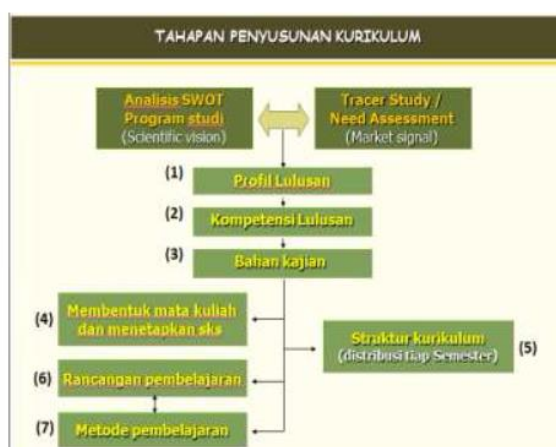 TAHAPAN PENYUSUNAN KURIKULUM
Analisis SWOT
Program studi
(Scientific vision)
Tracer Study /
Need Assessment
(Market signal)
(1)
Profil Lulusan
(2)
Kompetensi Lulusan
(3)
Bahan kajian
(4)
Membentuk mata kuliah
dan menetapkan sks
Struktur kurikulum
(distribusi tiap Semester)
(5)
(6)
Rancangan pembelajaran
(7)
Metode pembelajaran